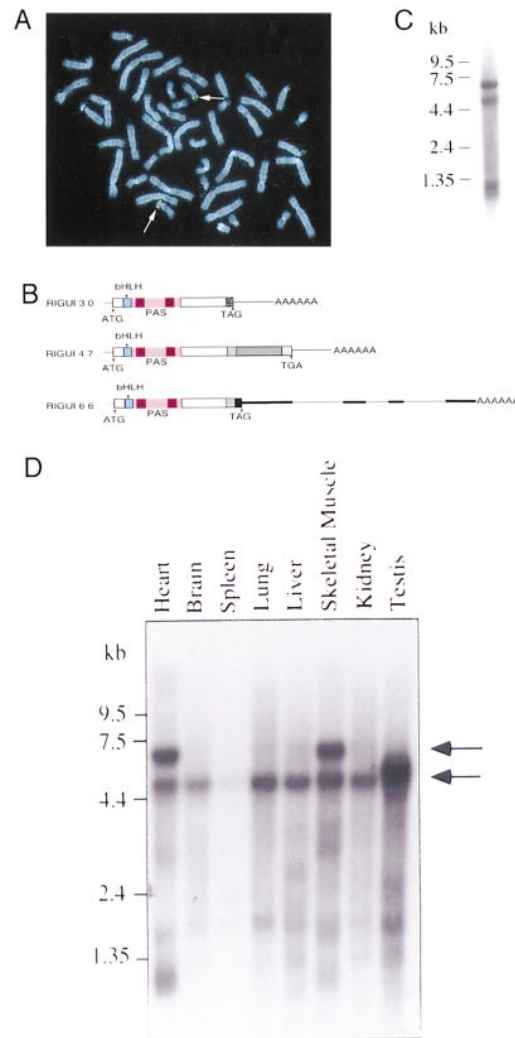 A
C
kb
9.5
7.5
4.4
2.4
1.35
B
bHLH
RIGUI 3.0
A B
AAAAAA
ATG
PAS
TAG
bHLH
RIGUI 4.7
A B
AAAAAA
ATG
PAS
TGA
bHLH
RIGUI 6.6
A B
AAAAAA
ATG
PAS
TAG
D
Heart
Brain
Spleen
Lung
Liver
Skeletal Muscle
Kidney
Testis
kb
9.5
7.5
4.4
2.4
1.35